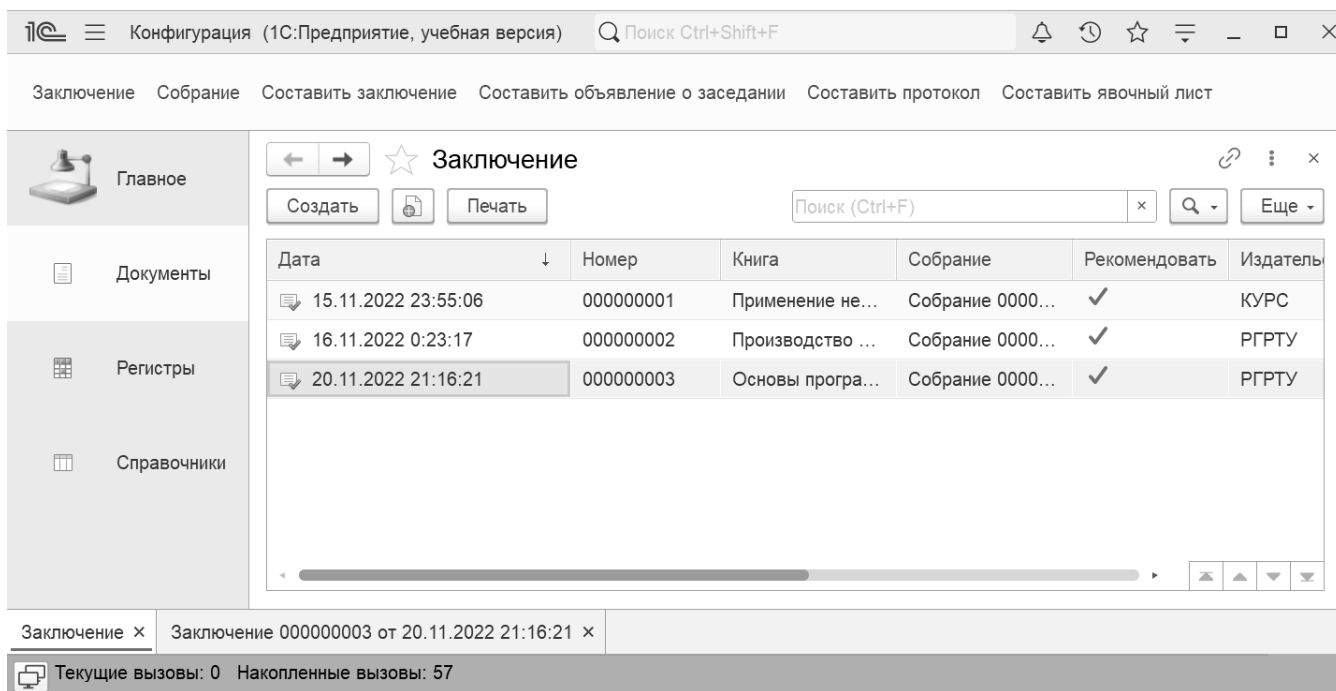 1С Конфигурация (1С:Предприятие, учебная версия) Поиск Ctrl+Shift+F
Заключение Собрание Составить заключение Составить объявление о заседании Составить протокол Составить явочный лист
Главное
Документы
Регистры
Справочники
Заключение
Создать Печать Поиск (Ctrl+F) × Еще
Дата ↓ Номер Книга Собрание Рекомендовать Издатель
15.11.2022 23:55:06 000000001 Применение не... Собрание 0000... КУРС
16.11.2022 0:23:17 000000002 Производство ... Собрание 0000... РГРТУ
20.11.2022 21:16:21 000000003 Основы програ... Собрание 0000... РГРТУ
Заключение × Заключение 000000003 от 20.11.2022 21:16:21 ×
Текущие вызовы: 0 Накопленные вызовы: 57